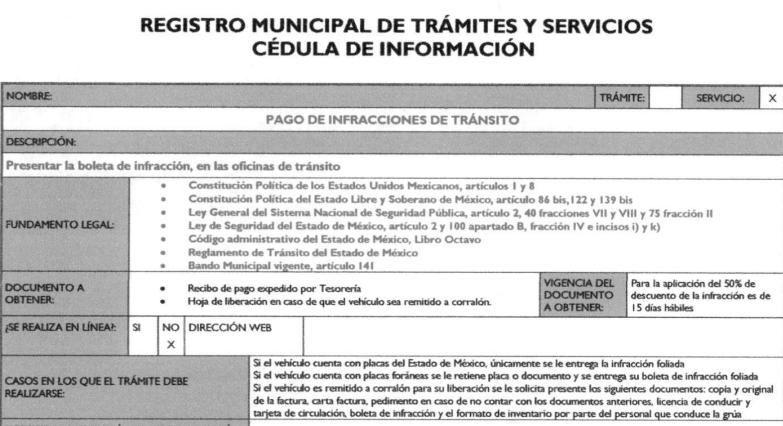 REGISTRO MUNICIPAL DE TRÁMITES Y SERVICIOS
CÉDULA DE INFORMACIÓN
NOMBRE: TRÁMITE: SERVICIO: X
PAGO DE INFRACCIONES DE TRÁNSITO
DESCRIPCIÓN:
Presentar la boleta de infracción, en las oficinas de tránsito
FUNDAMENTO LEGAL:
• Constitución Política de los Estados Unidos Mexicanos, artículos 1 y 8
• Constitución Política del Estado Libre y Soberano de México, artículo 86 bis,122 y 139 bis
• Ley General del Sistema Nacional de Seguridad Pública, artículo 2, 40 fracciones VII y VIII y 75 fracción II
• Ley de Seguridad del Estado de México, artículo 2 y 100 apartado B, fracción IV e incisos i) y k)
• Código administrativo del Estado de México, Libro Octavo
• Reglamento de Tránsito del Estado de México
• Bando Municipal vigente, artículo 141
DOCUMENTO A
OBTENER:
• Recibo de pago expedido por Tesorería
• Hoja de liberación en caso de que el vehículo sea remitido a corralón.
VIGENCIA DEL
DOCUMENTO
A OBTENER:
Para la aplicación del 50% de
descuento de la infracción es de
15 días hábiles
¿SE REALIZA EN LÍNEA?: SI NO DIRECCIÓN WEB
X
CASOS EN LOS QUE EL TRÁMITE DEBE
REALIZARSE:
Si el vehículo cuenta con placas del Estado de México, únicamente se le entrega la infracción foliada
Si el vehículo cuenta con placas foráneas se le retiene placa o documento y se entrega su boleta de infracción foliada
Si el vehículo es remitido a corralón para su liberación se le solicita presente los siguientes documentos: copia y original
de la factura, carta factura, pedimento en caso de no contar con los documentos anteriores, licencia de conducir y
tarjeta de circulación, boleta de infracción y el formato de inventario por parte del personal que conduce la grúa